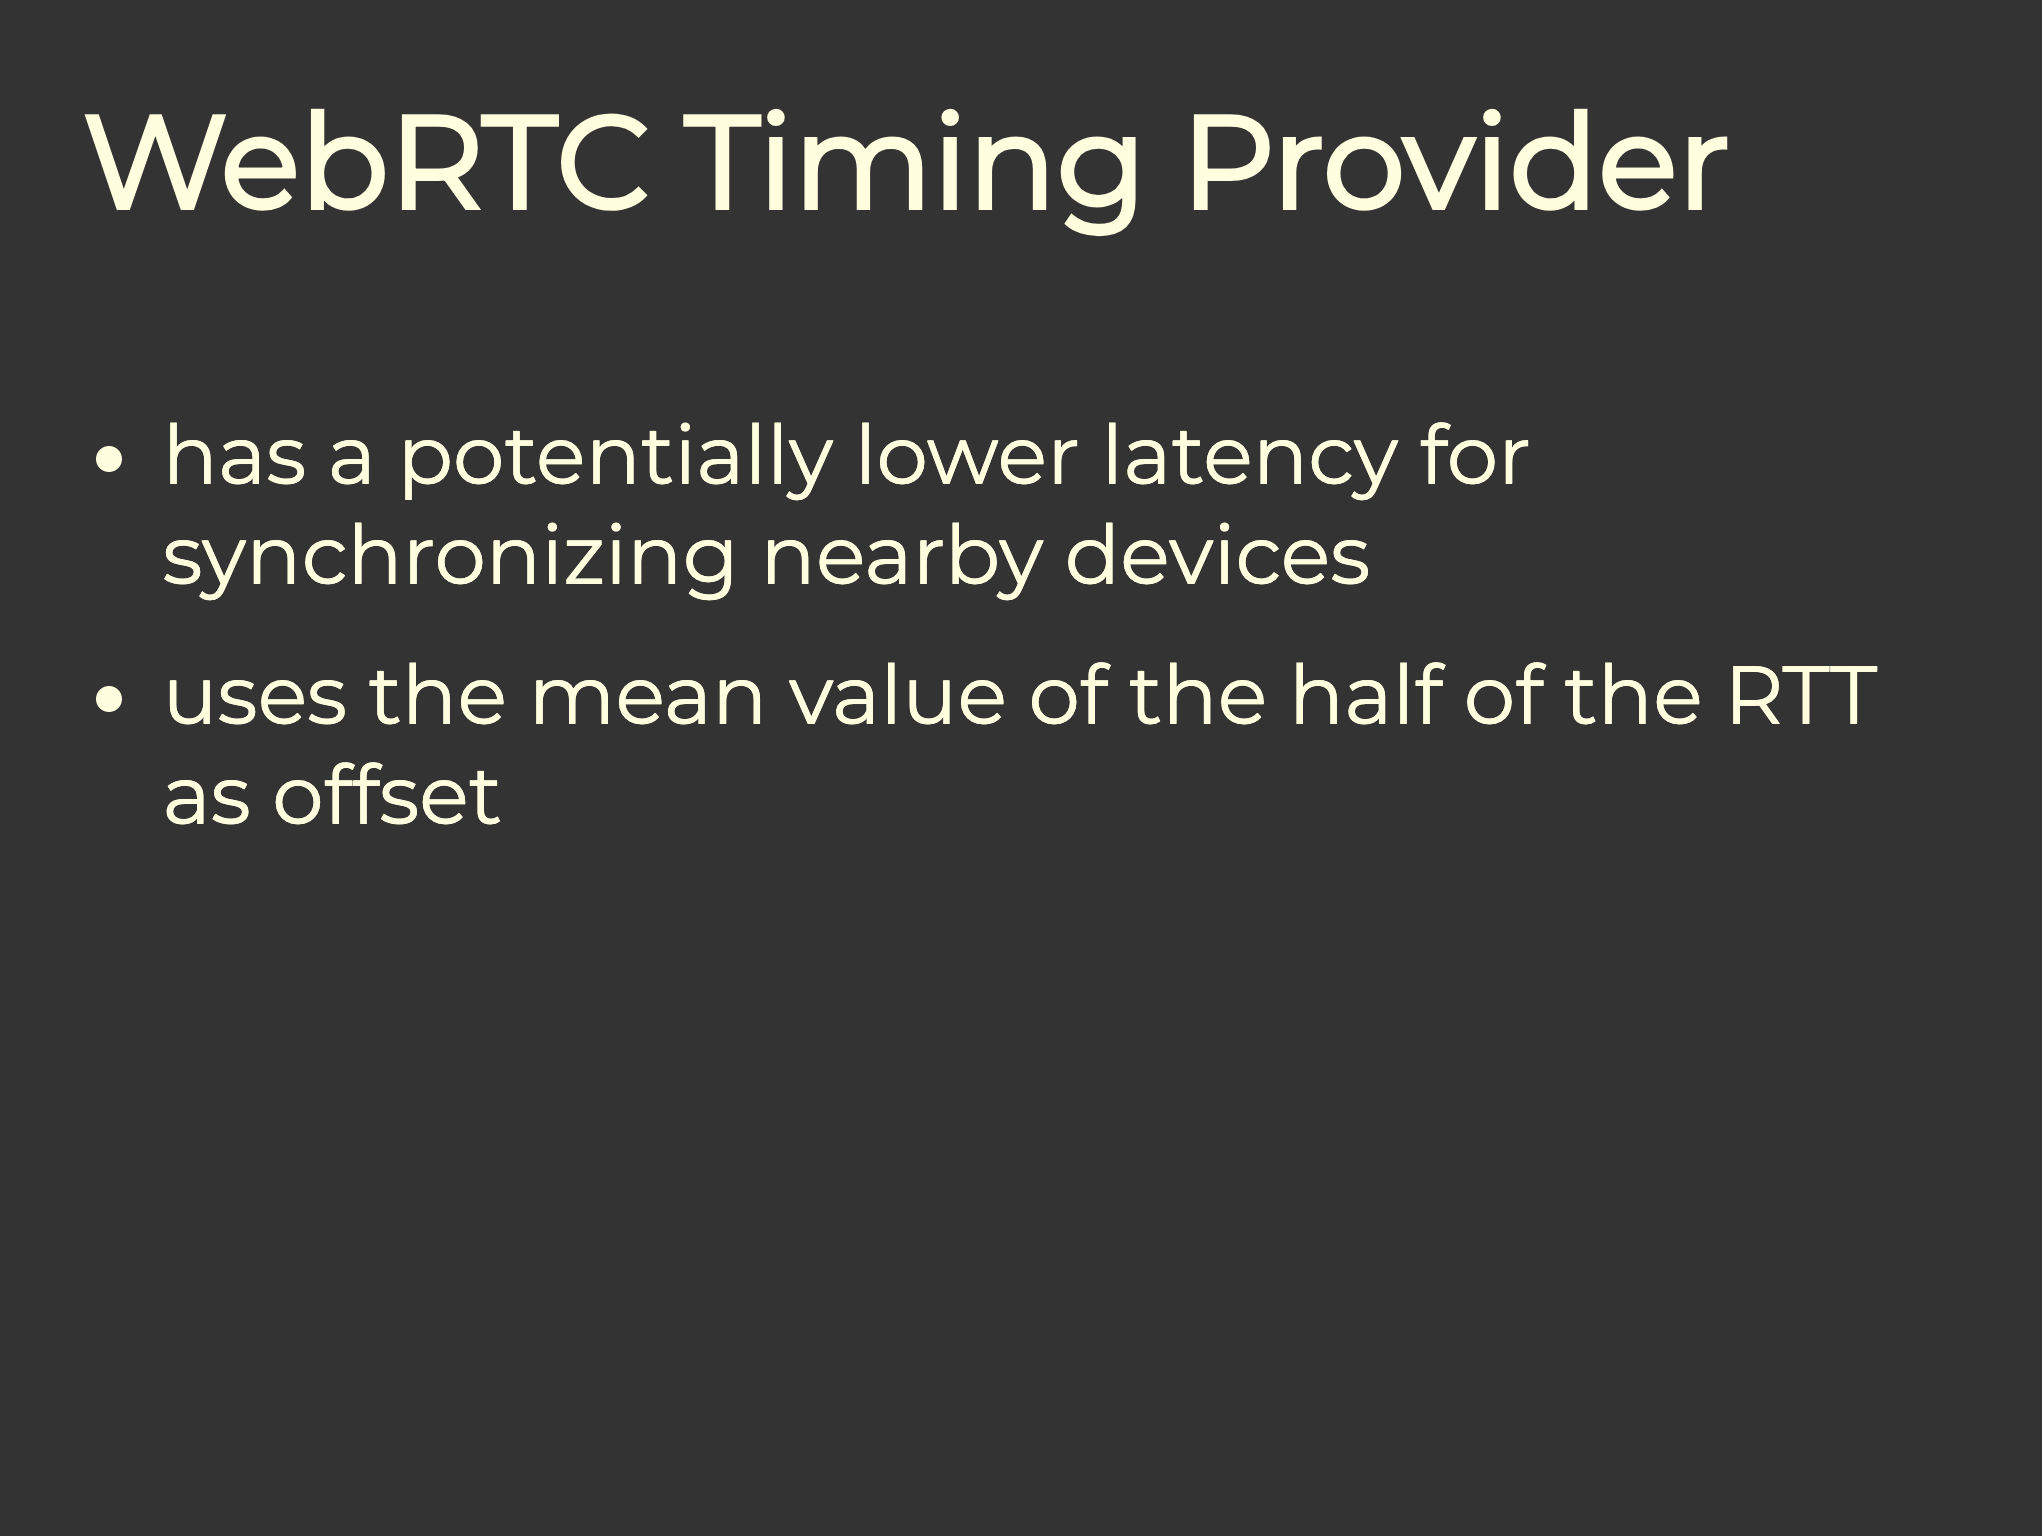 WebRTC Timing Provider
• has a potentially lower latency for
synchronizing nearby devices
• uses the mean value of the half of the RTT
as offset